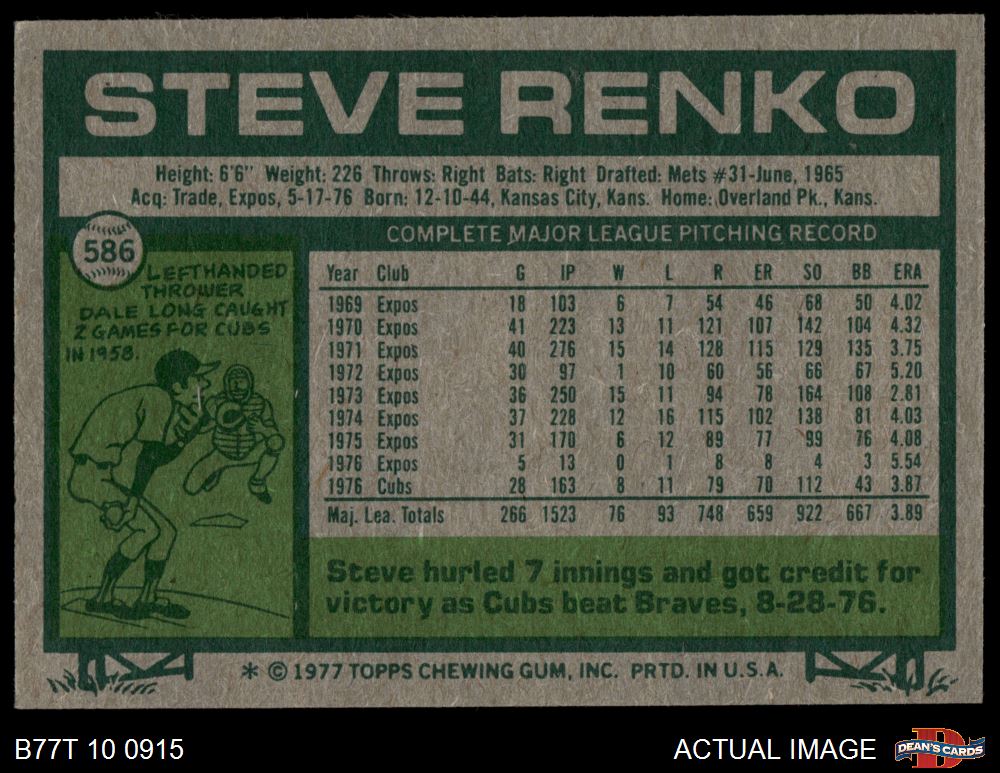 STEVE RENKO
Height: 6'6" Weight: 226 Throws: Right Bats: Right Drafted: Mets #31-June, 1965
Acq: Trade, Expos, 5-17-76 Born: 12-10-44, Kansas City, Kans. Home: Overland Pk., Kans.
586
LEFTHANDED
THROWER
DALE LONG CAUGHT
2 GAMES FOR CUBS
IN 1958.
COMPLETE MAJOR LEAGUE PITCHING RECORD
Year Club G IP W L R ER SO BB ERA
1969 Expos 18 103 6 7 54 46 68 50 4.02
1970 Expos 41 223 13 11 121 107 142 104 4.32
1971 Expos 40 276 15 14 128 115 129 135 3.75
1972 Expos 30 97 1 10 60 56 66 67 5.20
1973 Expos 36 250 15 11 94 78 164 108 2.81
1974 Expos 37 228 12 16 115 102 138 81 4.03
1975 Expos 31 170 6 12 89 77 99 76 4.08
1976 Expos 5 13 0 1 8 8 4 3 5.54
1976 Cubs 28 163 8 11 79 70 112 43 3.87
Maj. Lea. Totals 266 1523 76 93 748 659 922 667 3.89
Steve hurled 7 innings and got credit for
victory as Cubs beat Braves, 8-28-76.
* © 1977 TOPPS CHEWING GUM, INC. PRTD. IN U.S.A.
B77T 10 0915
ACTUAL IMAGE
DEAN'S CARDS